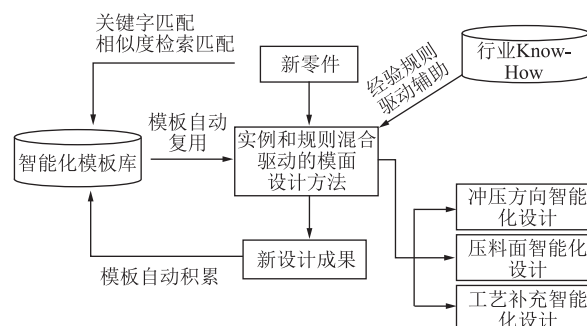 关键字匹配
相似度检索匹配
新零件
行业Know-
How
经验规则
驱动辅助
智能化模板库
模板自动
复用
实例和规则混合
驱动的模面
设计方法
冲压方向智能
化设计
压料面智能化
设计
工艺补充智能
化设计
新设计成果
模板自动积累